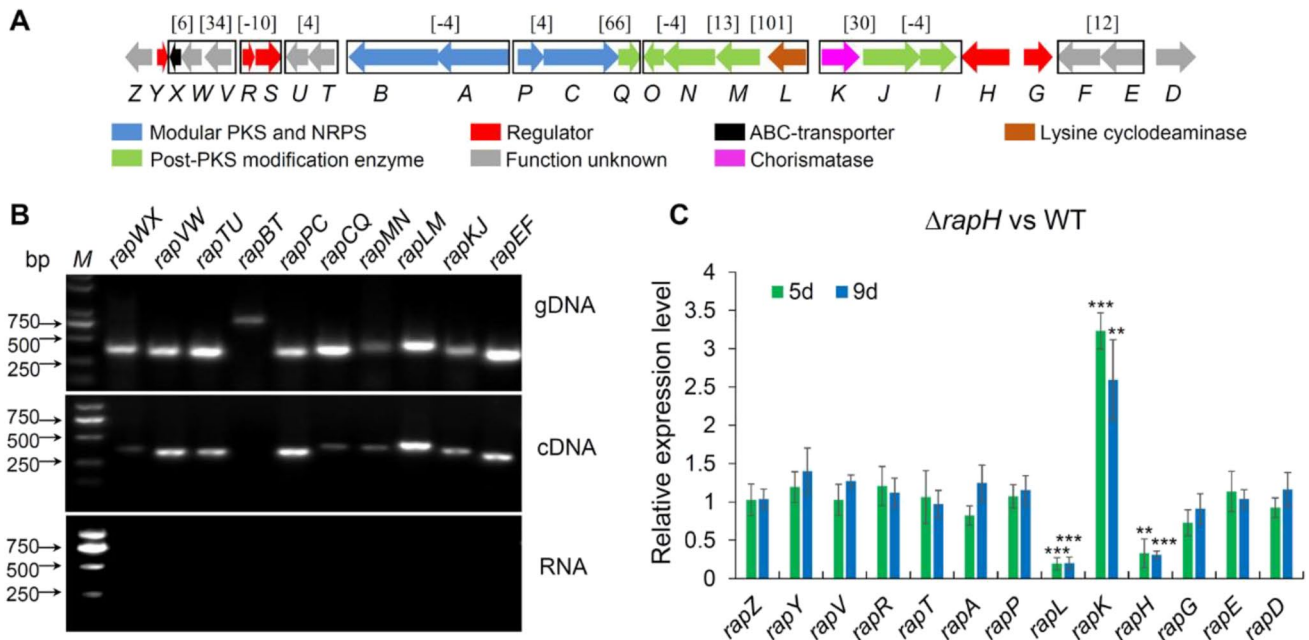 A
[6] [34] [-10] [4] [-4] [4] [66] [-4] [13] [101] [30] [-4] [12]
Z Y X W V R S U T B A P C Q O N M L K J I H G F E D
Modular PKS and NRPS Regulator ABC-transporter Lysine cyclodeaminase
Post-PKS modification enzyme Function unknown Chorismatase
B
bp M rapWX rapVW rapTU rapBT rapPC rapCQ rapMN rapLM rapKJ rapEF
750
500
250
gDNA
750
500
250
cDNA
750
500
250
RNA
C
ΔrapH vs WT
Relative expression level
5d 9d
4
3.5
3
2.5
2
1.5
1
0.5
0
*** ** *** *** ** ***
rapZ rapY rapV rapR rapT rapA rapP rapL rapK rapH rapG rapE rapD